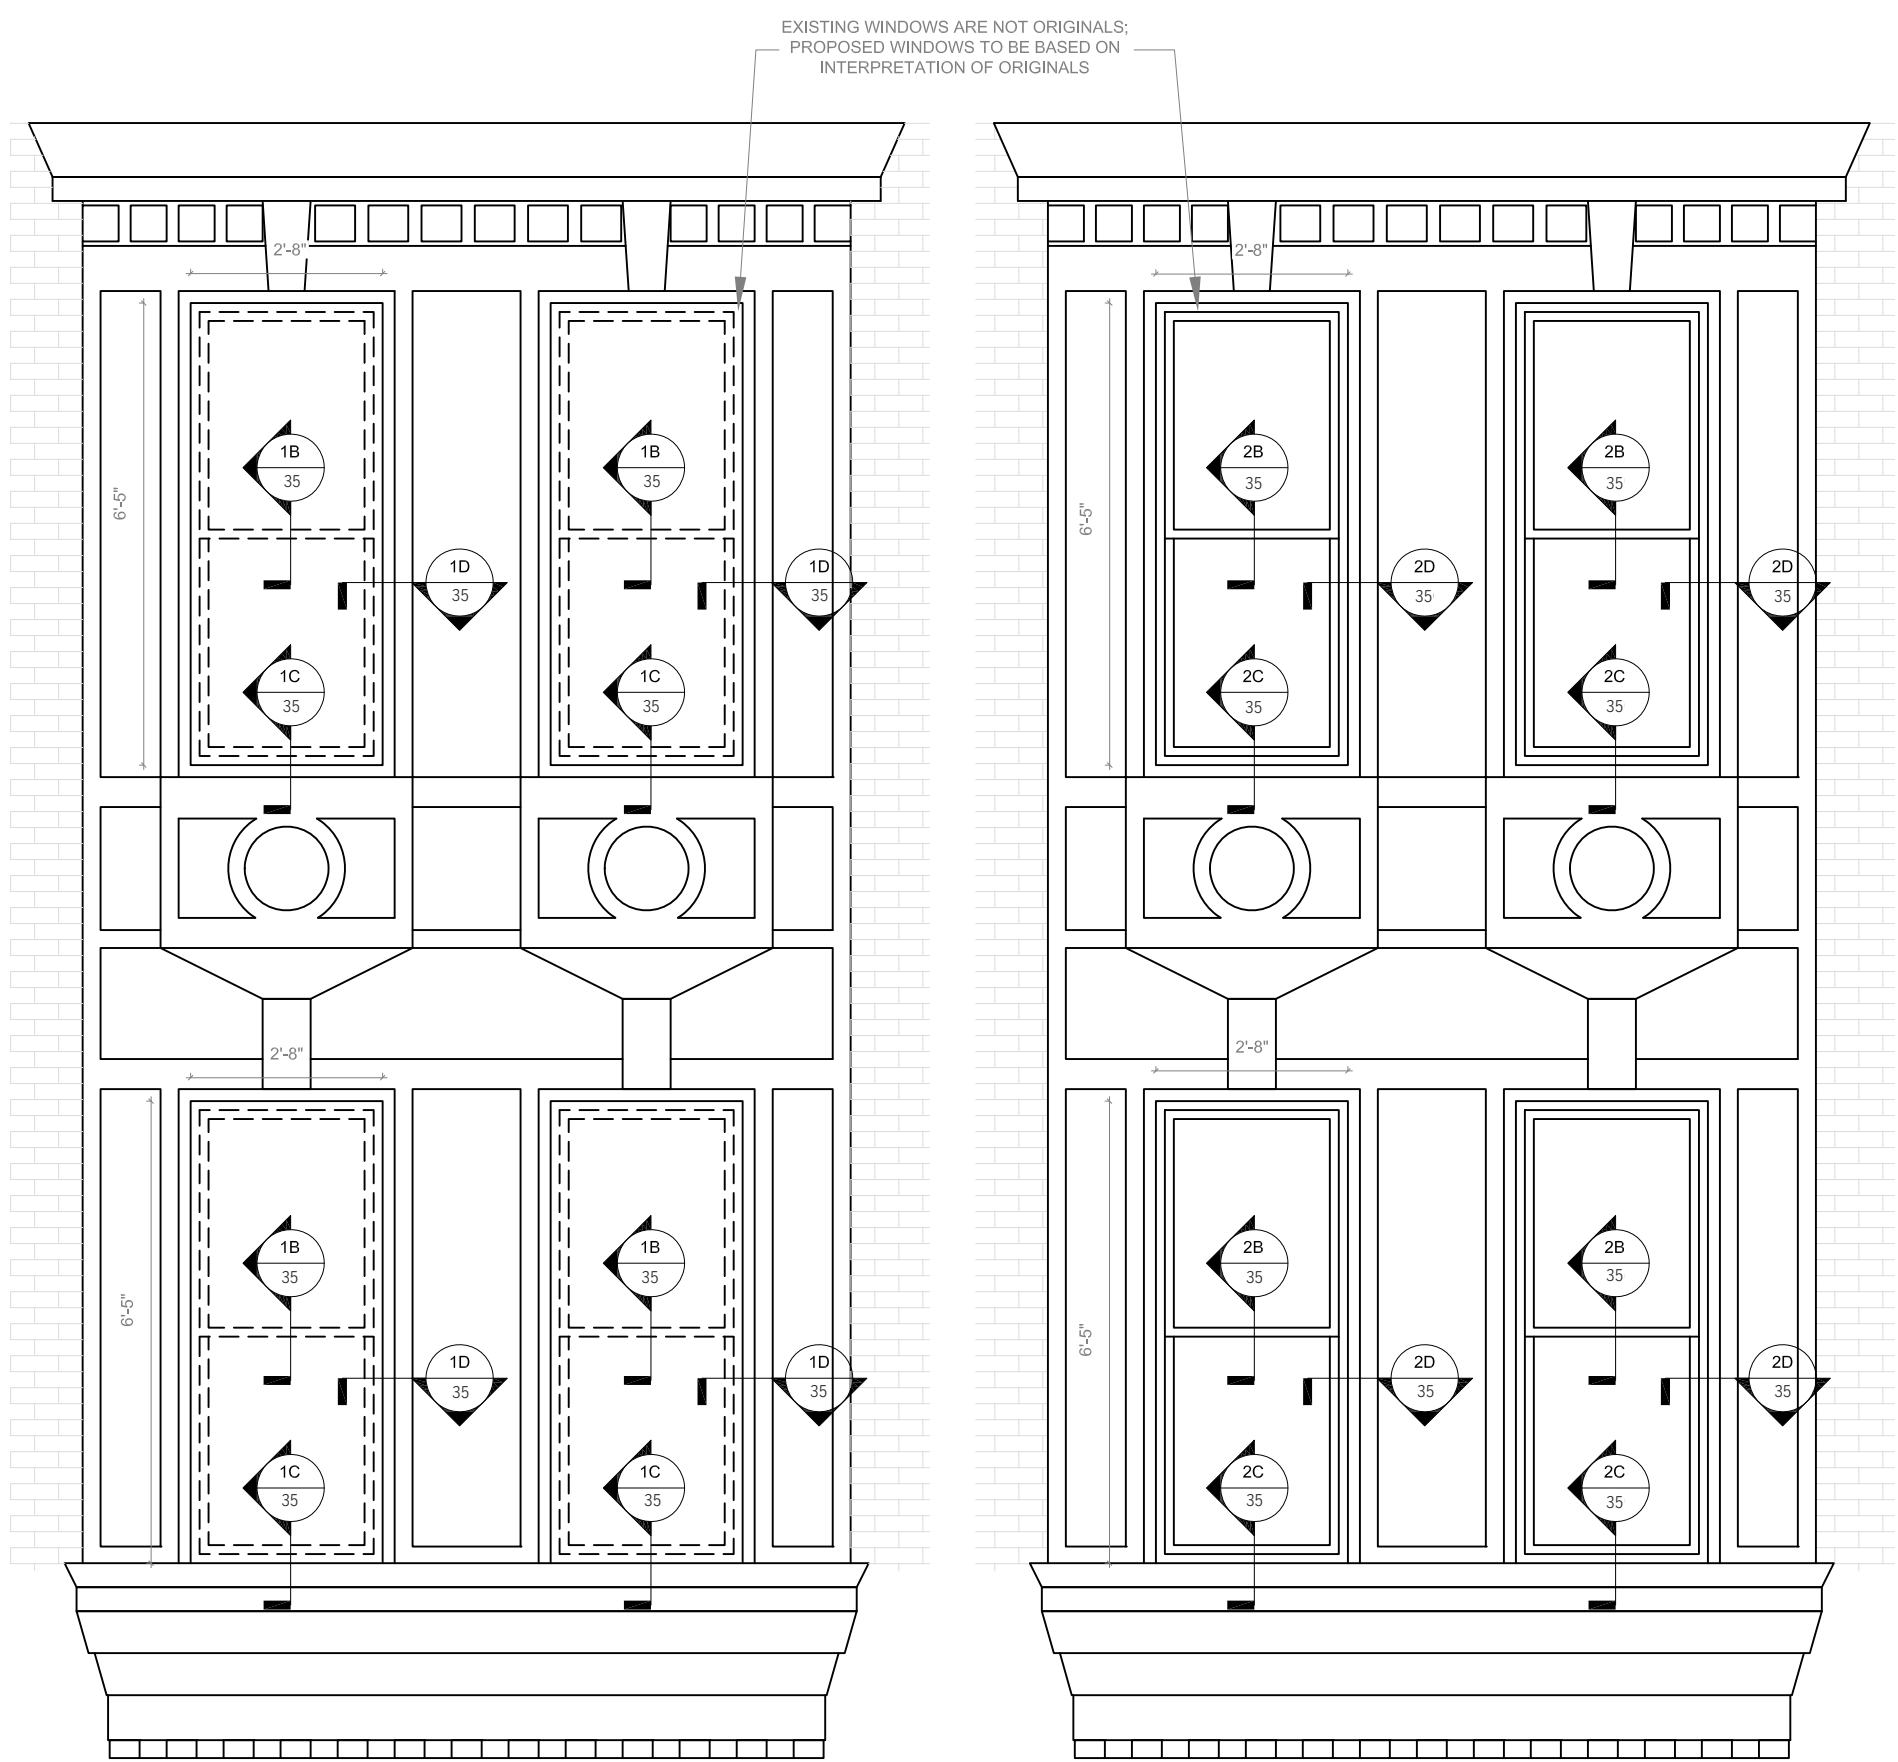 EXISTING WINDOWS ARE NOT ORIGINALS;
PROPOSED WINDOWS TO BE BASED ON
INTERPRETATION OF ORIGINALS
2'-8"
6'-5"
1B
35
1B
35
1D
35
1D
35
1C
35
1C
35
2'-8"
6'-5"
1B
35
1B
35
1D
35
1D
35
1C
35
1C
35
2'-8"
6'-5"
2B
35
2B
35
2D
35
2D
35
2C
35
2C
35
2'-8"
6'-5"
2B
35
2B
35
2D
35
2D
35
2C
35
2C
35